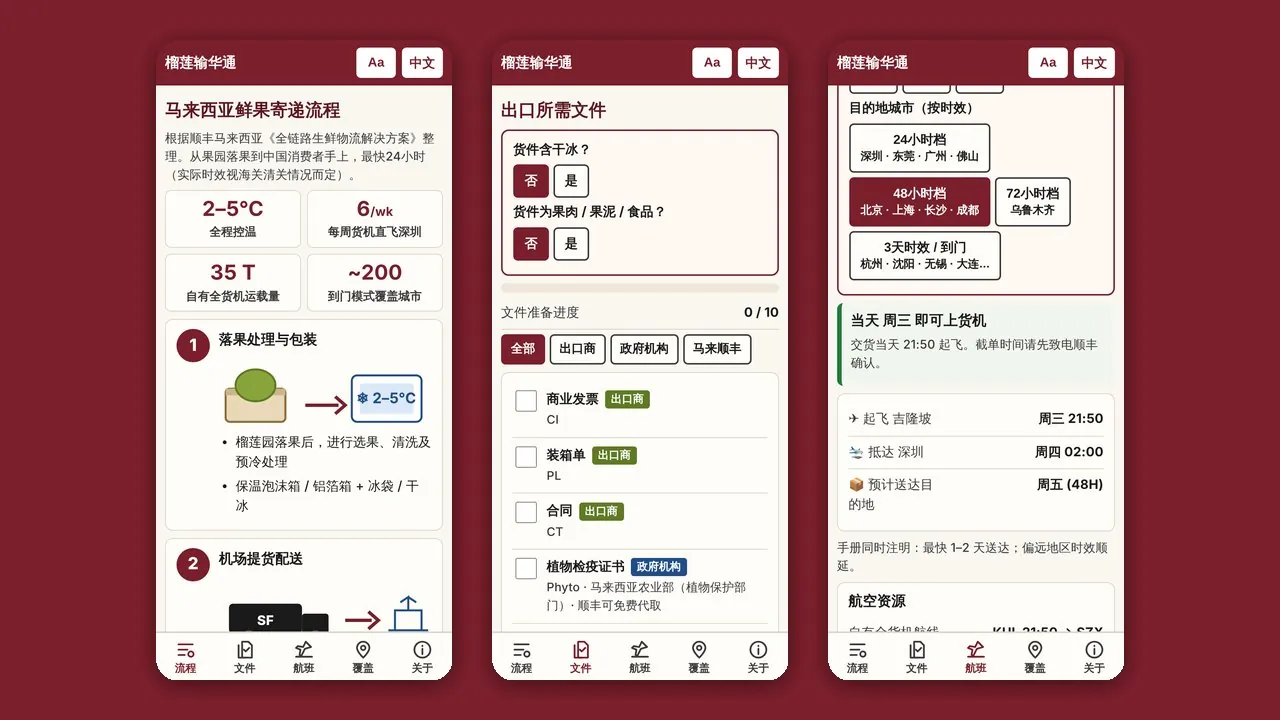 榴莲输华通
Aa
中文
马来西亚鲜果寄递流程
根据顺丰马来西亚《全链路生鲜物流解决方案》整
理。从果园落果到中国消费者手上，最快24小时
（实际时效视海关清关情况而定）。
2–5°C
全程控温
6/wk
每周货机直飞深圳
35 T
自有全货机运载量
~200
到门模式覆盖城市
1
落果处理与包装
❄ 2–5°C
• 榴莲园落果后，进行选果、清洗及
预冷处理
• 保温泡沫箱 / 铝箔箱 + 冰袋 / 干
冰
2
机场提货配送
SF
流程
文件
航班
覆盖
关于
榴莲输华通
Aa
中文
出口所需文件
货件含干冰？
否
是
货件为果肉 / 果泥 / 食品？
否
是
文件准备进度
0 / 10
全部
出口商
政府机构
马来顺丰
商业发票 出口商
CI
装箱单 出口商
PL
合同 出口商
CT
植物检疫证书 政府机构
Phyto · 马来西亚农业部（植物保护部
门）· 顺丰可免费代取
流程
文件
航班
覆盖
关于
榴莲输华通
Aa
中文
目的地城市（按时效）
24小时档
深圳 · 东莞 · 广州 · 佛山
48小时档
北京 · 上海 · 长沙 · 成都
72小时档
乌鲁木齐
3天时效 / 到门
杭州 · 沈阳 · 无锡 · 大连...
当天 周三 即可上货机
交货当天 21:50 起飞。截单时间请先致电顺丰
确认。
✈ 起飞 吉隆坡 周三 21:50
🛬 抵达 深圳 周四 02:00
📦 预计送达目
的地
周五 (48H)
手册同时注明：最快 1–2 天送达；偏远地区时效顺
延。
航空资源
自有全货机航线 KUL 21:50 → SZX
流程
文件
航班
覆盖
关于